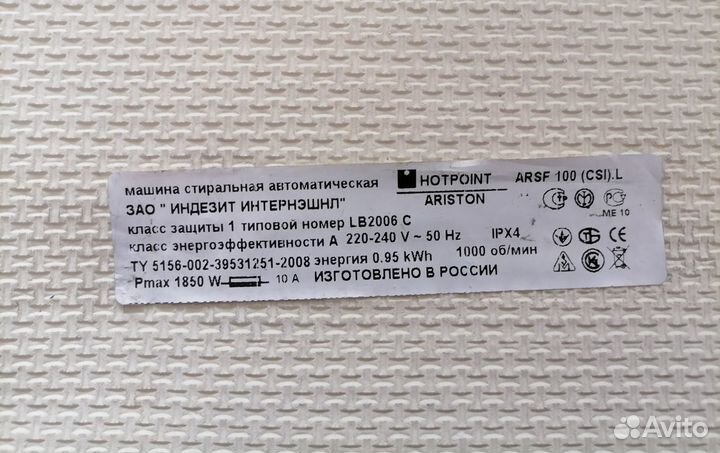 машина стиральная автоматическая
HOTPOINT
ARISTON
ARSF 100 (CSI).L
ЗАО " ИНДЕЗИТ ИНТЕРНЭШНЛ"
класс защиты 1 типовой номер LB2006 C
ME 10
класс энергоэффективности А 220-240 V ~ 50 Hz IPX4
ТУ 5156-002-39531251-2008 энергия 0.95 kWh 1000 об/мин
Pmax 1850 W 10 A ИЗГОТОВЛЕНО В РОССИИ
Avito